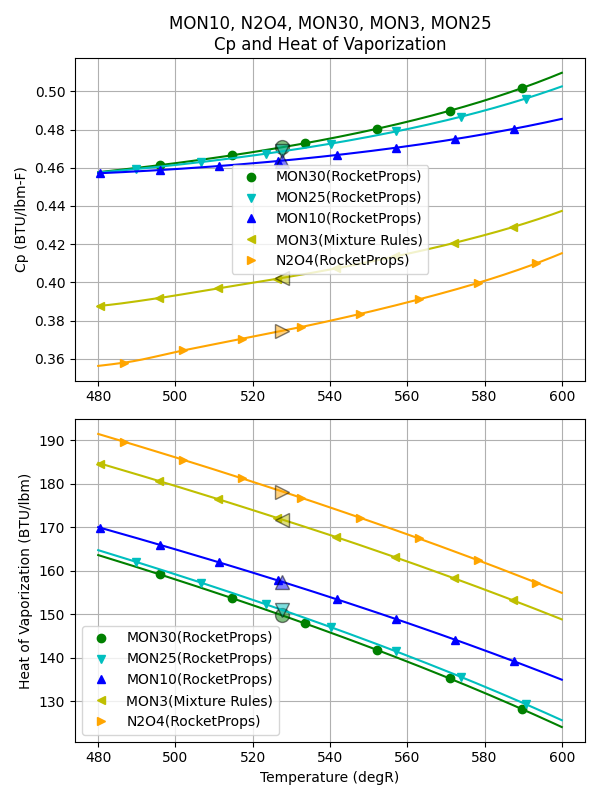 MON10, N2O4, MON30, MON3, MON25
Cp and Heat of Vaporization
Cp (BTU/lbm-F)
0.50
0.48
0.46
0.44
0.42
0.40
0.38
0.36
MON30(RocketProps)
MON25(RocketProps)
MON10(RocketProps)
MON3(Mixture Rules)
N2O4(RocketProps)
480 500 520 540 560 580 600
Heat of Vaporization (BTU/lbm)
190
180
170
160
150
140
130
MON30(RocketProps)
MON25(RocketProps)
MON10(RocketProps)
MON3(Mixture Rules)
N2O4(RocketProps)
480 500 520 540 560 580 600
Temperature (degR)